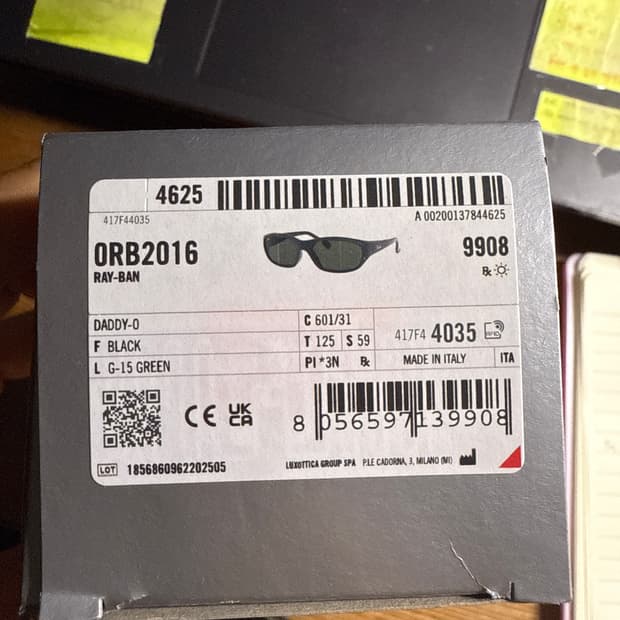 4625
417F44035
A 00200137844625
0RB2016
RAY-BAN
9908
DADDY-O
C 601/31
F BLACK
T 125
S 59
417F4 4035
L G-15 GREEN
PI *3N
MADE IN ITALY
ITA
CE
UK
CA
8 056597 139908
LOT 1856860962202505
LUXOTTICA GROUP SPA P.LE CADORNA, 3, MILANO (MI)